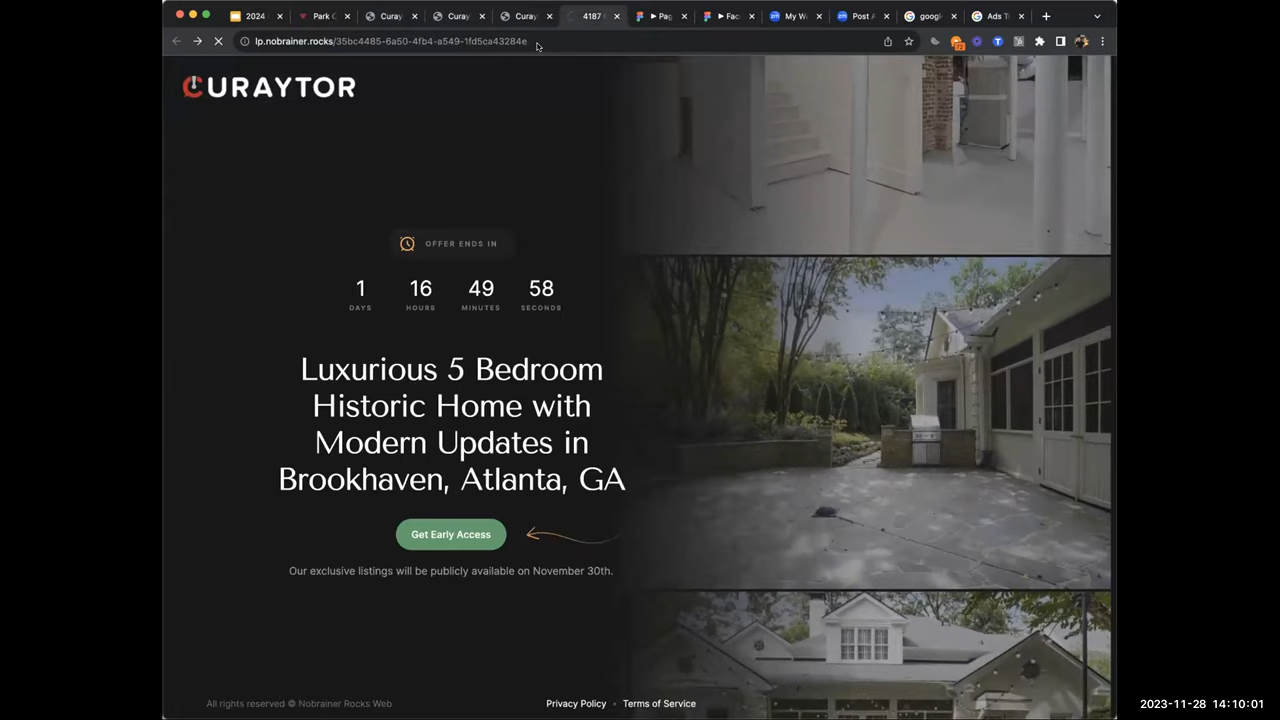 2024
Park
Curay
Curay
Curay
4187
Pag
Fac
My W
Post A
googl
Ads T
lp.nobrainer.rocks/35bc4485-6a50-4fb4-a549-1fd5ca43284e
72
CURAYTOR
OFFER ENDS IN
1 16 49 58
DAYS HOURS MINUTES SECONDS
Luxurious 5 Bedroom
Historic Home with
Modern Updates in
Brookhaven, Atlanta, GA
Get Early Access
Our exclusive listings will be publicly available on November 30th.
All rights reserved © Nobrainer Rocks Web
Privacy Policy • Terms of Service
2023-11-28 14:10:01